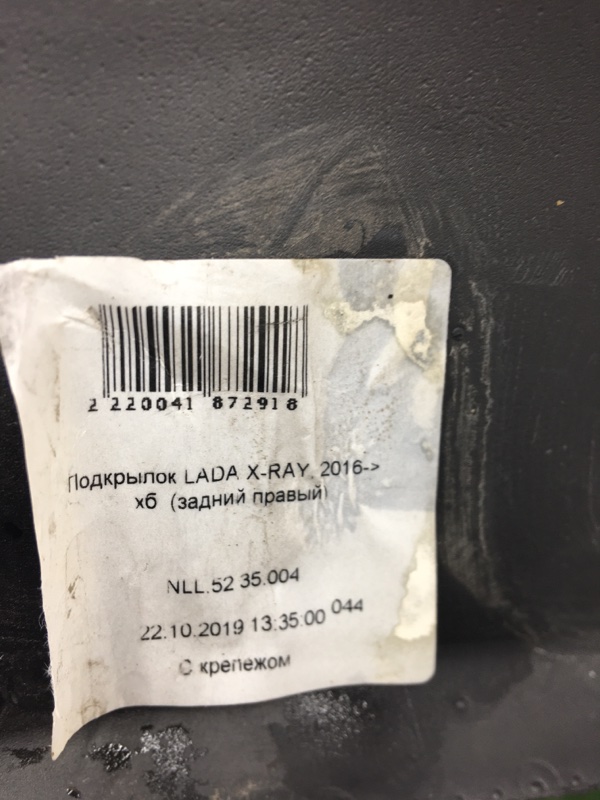 2 220041 872918
Подкрылок LADA X-RAY, 2016->
хб (задний правый)
NLL.52 35.004
22.10.2019 13:35:00 044
С крепежом